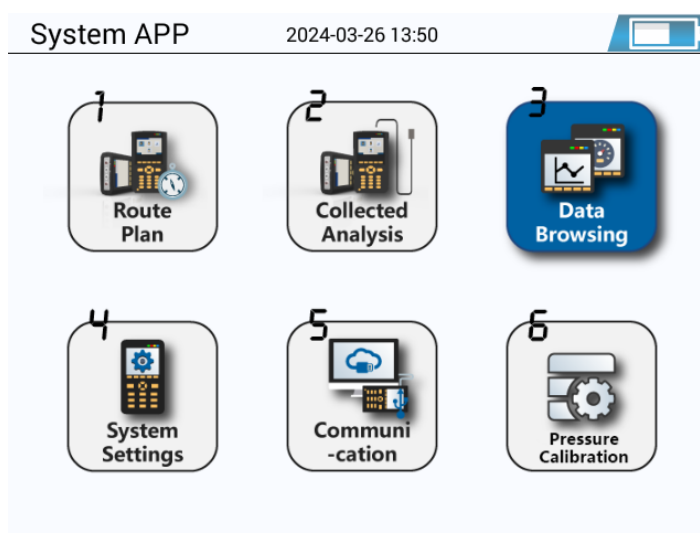 System APP 2024-03-26 13:50
1
2
3
Route
Plan
Collected
Analysis
Data
Browsing
4
5
6
System
Settings
Communi
-cation
Pressure
Calibration